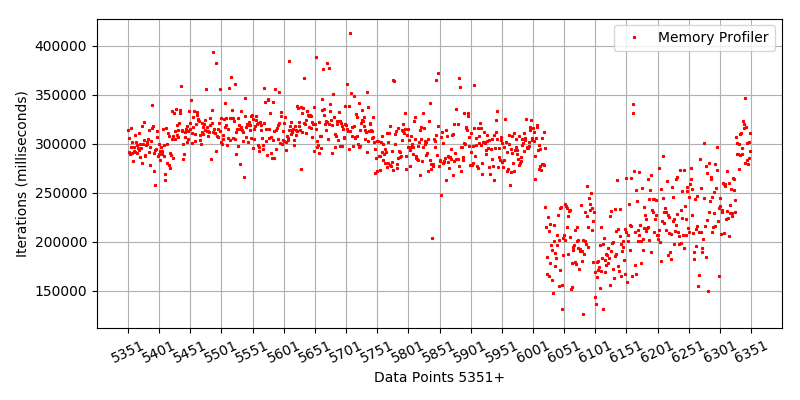 Memory Profiler
Iterations (milliseconds)
400000
350000
300000
250000
200000
150000
5351 5401 5451 5501 5551 5601 5651 5701 5751 5801 5851 5901 5951 6001 6051 6101 6151 6201 6251 6301 6351
Data Points 5351+